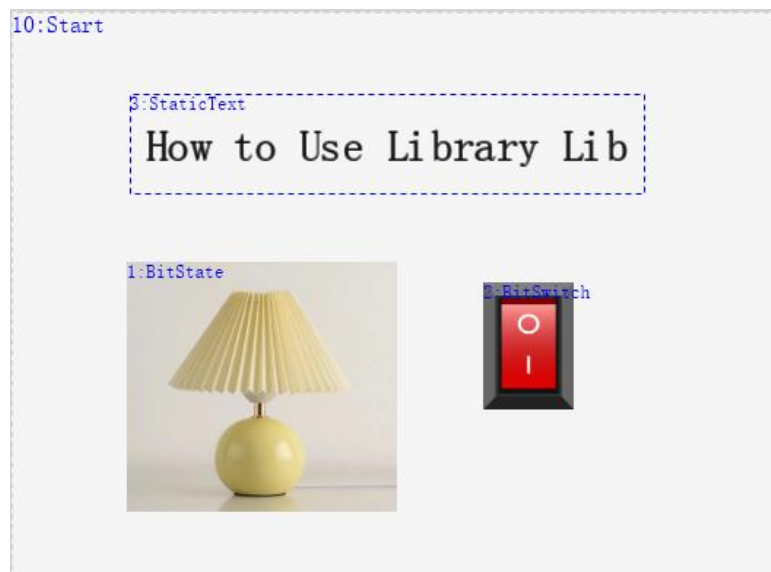 10:Start
3:StaticText
How to Use Library Lib
1:BitState
2:BitSwitch
O
I